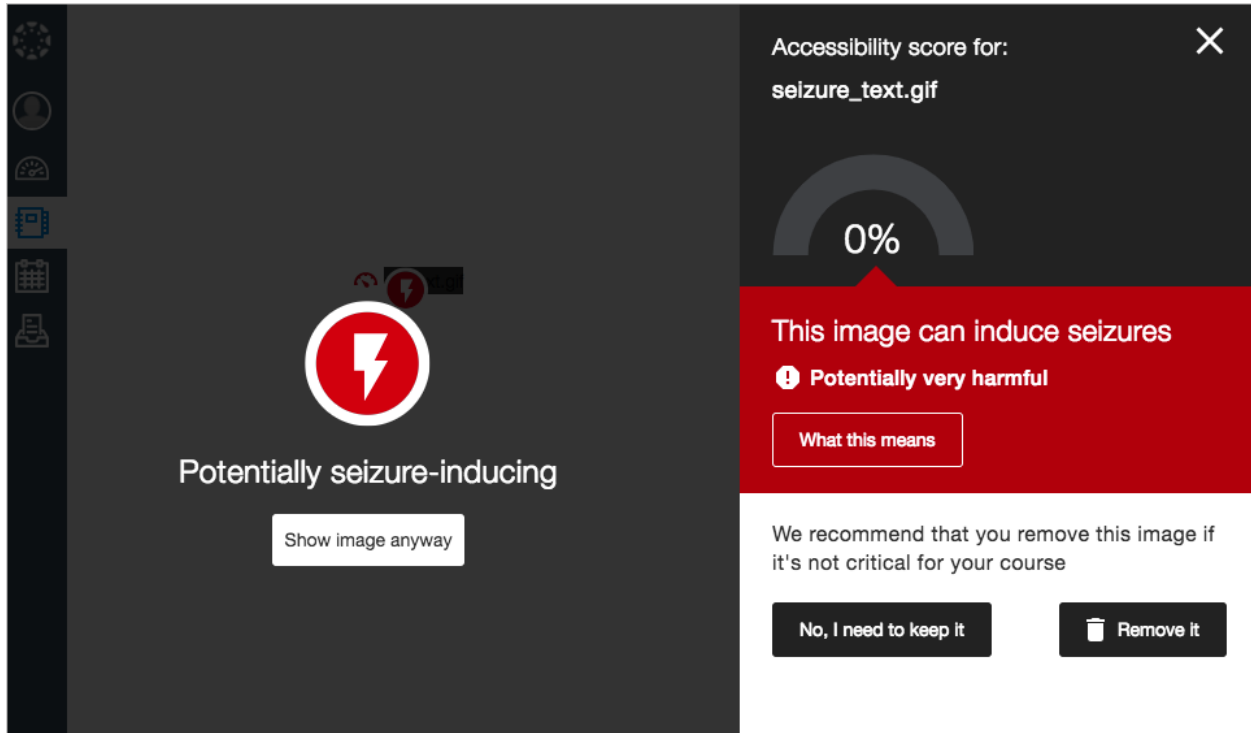 Accessibility score for:
seizure_text.gif
0%
This image can induce seizures
Potentially very harmful
What this means
Potentially seizure-inducing
Show image anyway
We recommend that you remove this image if
it's not critical for your course
No, I need to keep it
Remove it